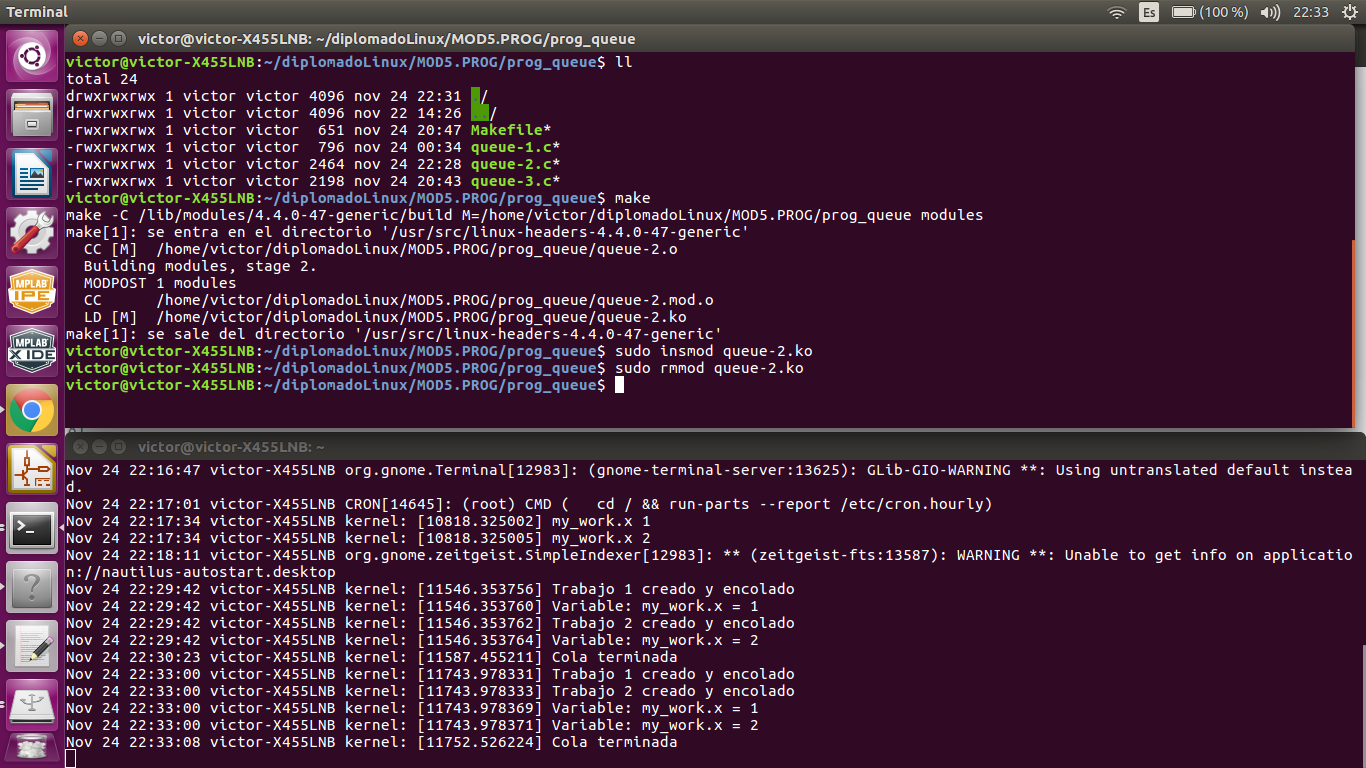 Terminal
Es
(100 %)
22:33
victor@victor-X455LNB: ~/diplomadoLinux/MOD5.PROG/prog_queue
victor@victor-X455LNB:~/diplomadoLinux/MOD5.PROG/prog_queue$ ll
total 24
drwxrwxrwx 1 victor victor 4096 nov 24 22:31 ./
drwxrwxrwx 1 victor victor 4096 nov 22 14:26 ../
-rwxrwxrwx 1 victor victor  651 nov 24 20:47 Makefile*
-rwxrwxrwx 1 victor victor  796 nov 24 00:34 queue-1.c*
-rwxrwxrwx 1 victor victor 2464 nov 24 22:28 queue-2.c*
-rwxrwxrwx 1 victor victor 2198 nov 24 20:43 queue-3.c*
victor@victor-X455LNB:~/diplomadoLinux/MOD5.PROG/prog_queue$ make
make -C /lib/modules/4.4.0-47-generic/build M=/home/victor/diplomadoLinux/MOD5.PROG/prog_queue modules
make[1]: se entra en el directorio '/usr/src/linux-headers-4.4.0-47-generic'
  CC [M]  /home/victor/diplomadoLinux/MOD5.PROG/prog_queue/queue-2.o
  Building modules, stage 2.
  MODPOST 1 modules
  CC      /home/victor/diplomadoLinux/MOD5.PROG/prog_queue/queue-2.mod.o
  LD [M]  /home/victor/diplomadoLinux/MOD5.PROG/prog_queue/queue-2.ko
make[1]: se sale del directorio '/usr/src/linux-headers-4.4.0-47-generic'
victor@victor-X455LNB:~/diplomadoLinux/MOD5.PROG/prog_queue$ sudo insmod queue-2.ko
victor@victor-X455LNB:~/diplomadoLinux/MOD5.PROG/prog_queue$ sudo rmmod queue-2.ko
victor@victor-X455LNB:~/diplomadoLinux/MOD5.PROG/prog_queue$
MPLAB
IPE
MPLAB
X IDE
victor@victor-X455LNB: ~
Nov 24 22:16:47 victor-X455LNB org.gnome.Terminal[12983]: (gnome-terminal-server:13625): GLib-GIO-WARNING **: Using untranslated default instea
d.
Nov 24 22:17:01 victor-X455LNB CRON[14645]: (root) CMD (   cd / && run-parts --report /etc/cron.hourly)
Nov 24 22:17:34 victor-X455LNB kernel: [10818.325002] my_work.x 1
Nov 24 22:17:34 victor-X455LNB kernel: [10818.325005] my_work.x 2
Nov 24 22:18:11 victor-X455LNB org.gnome.zeitgeist.SimpleIndexer[12983]: ** (zeitgeist-fts:13587): WARNING **: Unable to get info on applicatio
n://nautilus-autostart.desktop
Nov 24 22:29:42 victor-X455LNB kernel: [11546.353756] Trabajo 1 creado y encolado
Nov 24 22:29:42 victor-X455LNB kernel: [11546.353760] Variable: my_work.x = 1
Nov 24 22:29:42 victor-X455LNB kernel: [11546.353762] Trabajo 2 creado y encolado
Nov 24 22:29:42 victor-X455LNB kernel: [11546.353764] Variable: my_work.x = 2
Nov 24 22:30:23 victor-X455LNB kernel: [11587.455211] Cola terminada
Nov 24 22:33:00 victor-X455LNB kernel: [11743.978331] Trabajo 1 creado y encolado
Nov 24 22:33:00 victor-X455LNB kernel: [11743.978333] Trabajo 2 creado y encolado
Nov 24 22:33:00 victor-X455LNB kernel: [11743.978369] Variable: my_work.x = 1
Nov 24 22:33:00 victor-X455LNB kernel: [11743.978371] Variable: my_work.x = 2
Nov 24 22:33:08 victor-X455LNB kernel: [11752.526224] Cola terminada